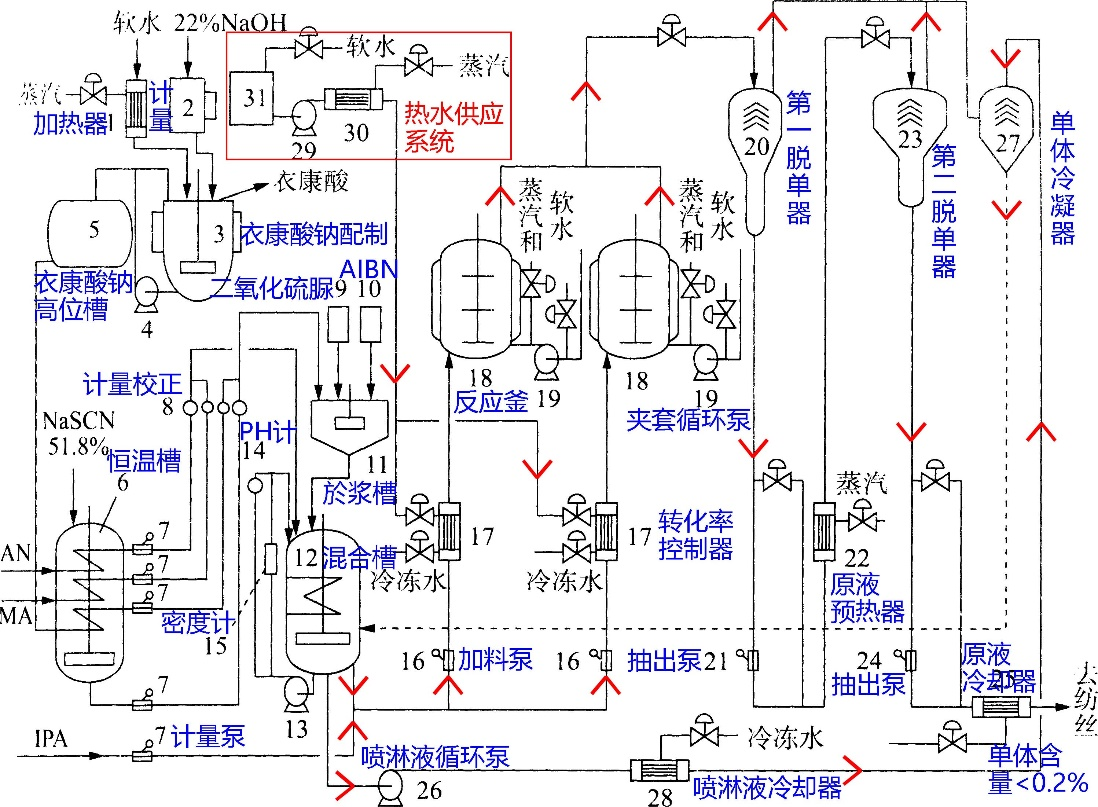 软水 22%NaOH
软水
蒸汽
蒸汽
加热器1
计量
2
31
29
30
热水供应
系统
衣康酸
5
3
衣康酸钠配制
衣康酸钠
高位槽
4
二氧化硫脲
AIBN
9
10
计量校正
8
NaSCN
51.8%
恒温槽
6
PH计
14
11
於浆槽
7
7
7
7
AN
MA
12
混合槽
密度计
15
13
IPA
7
计量泵
蒸汽和
软水
蒸汽和
软水
18
反应釜
19
18
19
夹套循环泵
17
冷冻水
17
冷冻水
转化率
控制器
16
加料泵
16
抽出泵
21
20
第一脱单器
23
第二脱单器
27
单体冷凝器
蒸汽
22
原液
预热器
24
抽出泵
原液
冷却器
25
去纺丝
单体含
量<0.2%
喷淋液循环泵
26
28
喷淋液冷却器
冷冻水